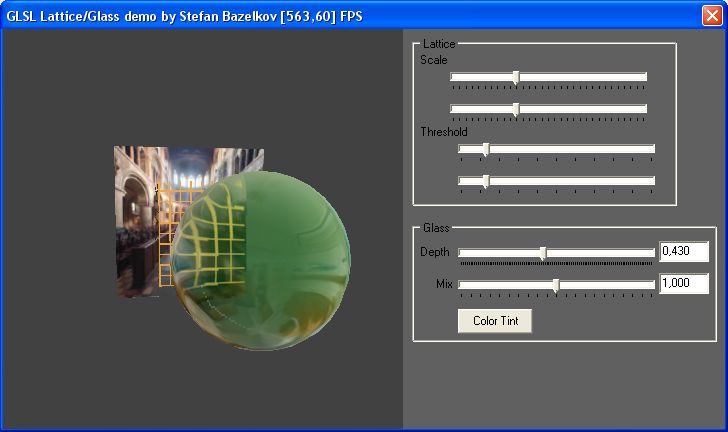 GLSL Lattice/Glass demo by Stefan Bazelkov [563,60] FPS
Lattice
Scale
Threshold
Glass
Depth 0,430
Mix 1,000
Color Tint